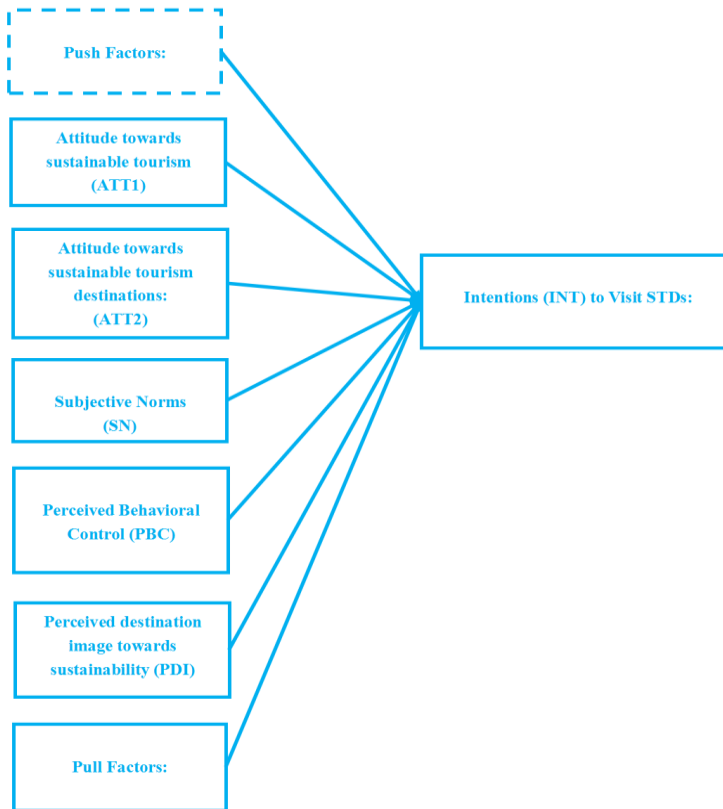 Push Factors:
Attitude towards
sustainable tourism
(ATT1)
Attitude towards
sustainable tourism
destinations:
(ATT2)
Intentions (INT) to Visit STDs:
Subjective Norms
(SN)
Perceived Behavioral
Control (PBC)
Perceived destination
image towards
sustainability (PDI)
Pull Factors: